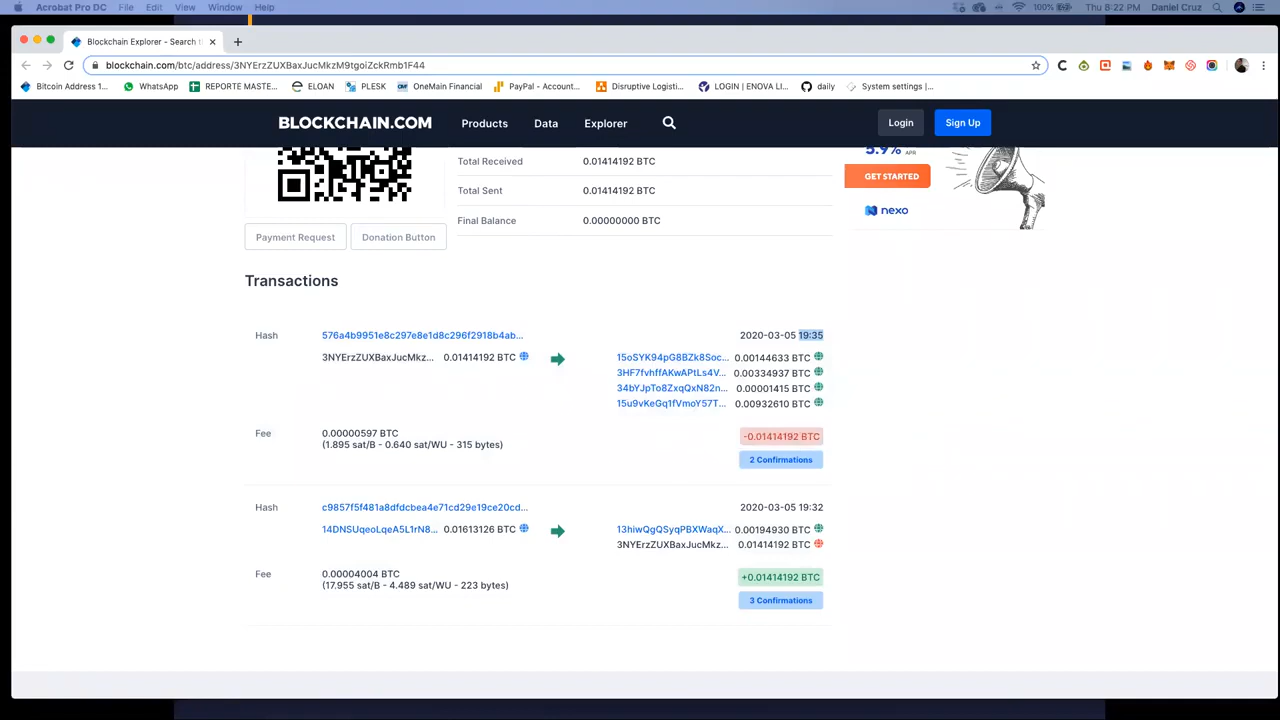 Acrobat Pro DC File Edit View Window Help 100% Thu 8:22 PM Daniel Cruz
Blockchain Explorer - Search t
blockchain.com/btc/address/3NYErzZUXBaxJucMkzM9tgoiZckRmb1F44
Bitcoin Address 1... WhatsApp REPORTE MASTE... ELOAN PLESK OneMain Financial PayPal - Account... Disruptive Logisti... LOGIN | ENOVA LI... daily System settings |...
BLOCKCHAIN.COM Products Data Explorer Login Sign Up
5.9% APR
Total Received 0.01414192 BTC
GET STARTED
Total Sent 0.01414192 BTC
nexo
Final Balance 0.00000000 BTC
Payment Request Donation Button
Transactions
Hash 576a4b9951e8c297e8e1d8c296f2918b4ab... 2020-03-05 19:35
3NYErzZUXBaxJucMkz... 0.01414192 BTC 15oSYK94pG8BZk8Soc... 0.00144633 BTC
3HF7fvhffAKwAPtLs4V... 0.00334937 BTC
34bYJpTo8ZxqQxN82n... 0.00001415 BTC
15u9vKeGq1fVmoY57T... 0.00932610 BTC
Fee 0.00000597 BTC -0.01414192 BTC
(1.895 sat/B - 0.640 sat/WU - 315 bytes)
2 Confirmations
Hash c9857f5f481a8dfdcbea4e71cd29e19ce20cd... 2020-03-05 19:32
14DNSUqeoLqeA5L1rN8... 0.01613126 BTC 13hiwQgQSyqPBXWaqX... 0.00194930 BTC
3NYErzZUXBaxJucMkz... 0.01414192 BTC
Fee 0.00004004 BTC +0.01414192 BTC
(17.955 sat/B - 4.489 sat/WU - 223 bytes)
3 Confirmations